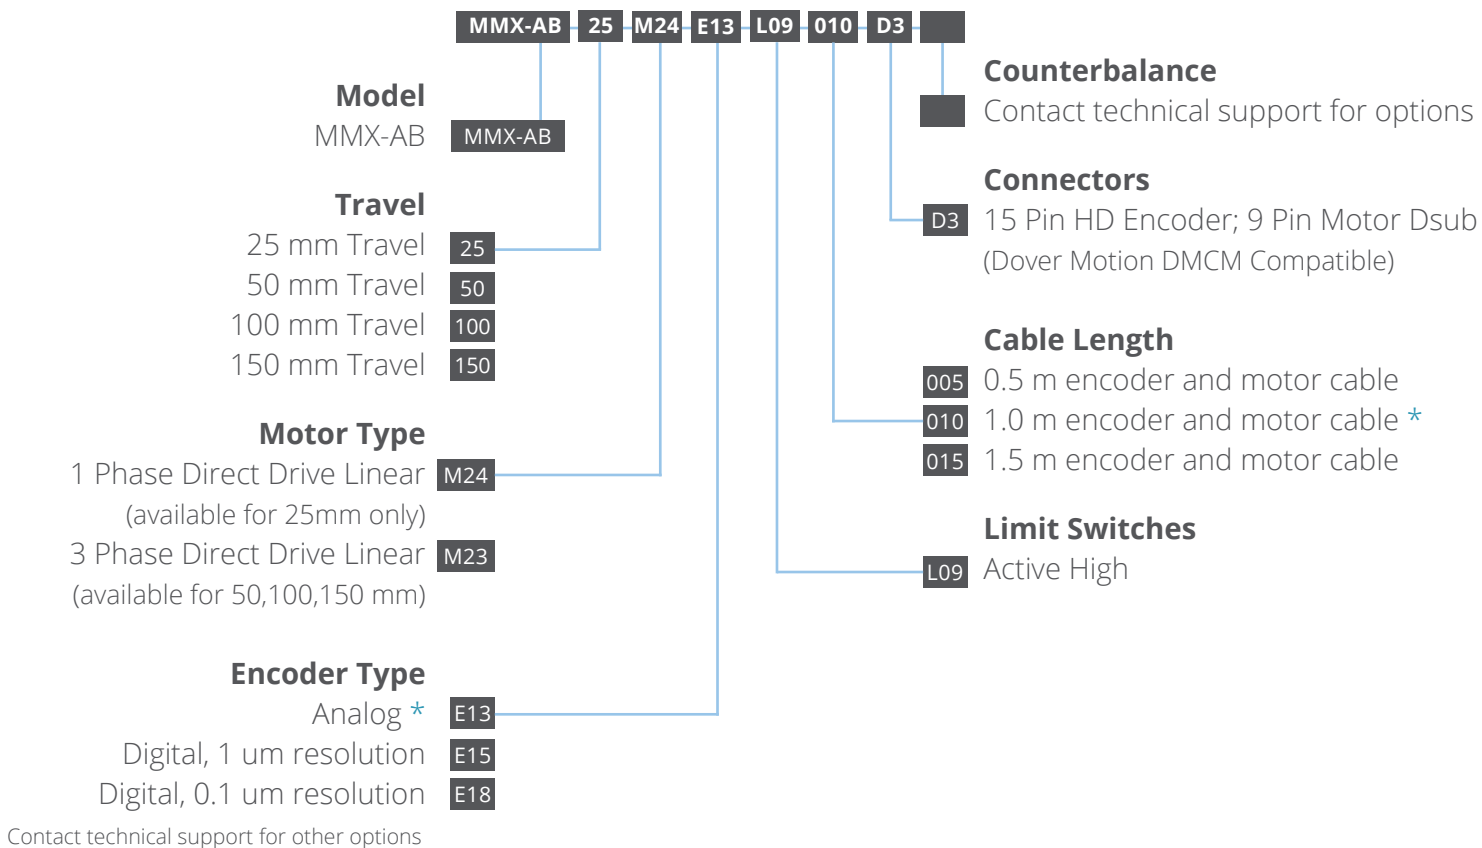 MMX-AB 25 M24 E13 L09 010 D3
Model
MMX-AB MMX-AB
Travel
25 mm Travel 25
50 mm Travel 50
100 mm Travel 100
150 mm Travel 150
Motor Type
1 Phase Direct Drive Linear M24
(available for 25mm only)
3 Phase Direct Drive Linear M23
(available for 50,100,150 mm)
Encoder Type
Analog * E13
Digital, 1 um resolution E15
Digital, 0.1 um resolution E18
Contact technical support for other options
Counterbalance
Contact technical support for options
Connectors
D3 15 Pin HD Encoder; 9 Pin Motor Dsub
(Dover Motion DMCM Compatible)
Cable Length
005 0.5 m encoder and motor cable
010 1.0 m encoder and motor cable *
015 1.5 m encoder and motor cable
Limit Switches
L09 Active High